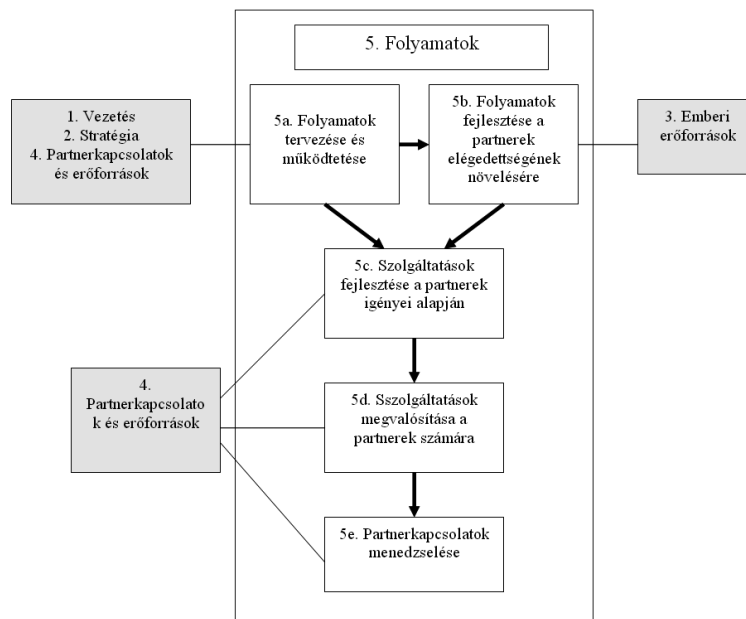 5. Folyamatok
1. Vezetés
2. Stratégia
4. Partnerkapcsolatok
és erőforrások
5a. Folyamatok
tervezése és
működtetése
5b. Folyamatok
fejlesztése a
partnerek
elégedettségének
növelésére
3. Emberi
erőforrások
5c. Szolgáltatások
fejlesztése a partnerek
igényei alapján
4.
Partnerkapcsolato
k és erőforrások
5d. Sszolgáltatások
megvalósítása a
partnerek számára
5e. Partnerkapcsolatok
menedzselése